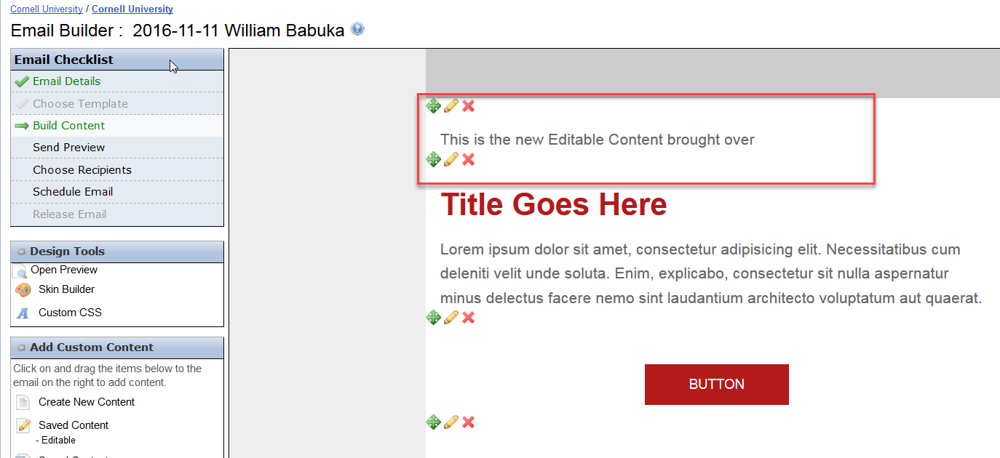 Cornell University / Cornell University
Email Builder : 2016-11-11 William Babuka
Email Checklist
Email Details
Choose Template
Build Content
Send Preview
Choose Recipients
Schedule Email
Release Email
Design Tools
Open Preview
Skin Builder
Custom CSS
Add Custom Content
Click on and drag the items below to the
email on the right to add content.
Create New Content
Saved Content
- Editable
This is the new Editable Content brought over
Title Goes Here
Lorem ipsum dolor sit amet, consectetur adipisicing elit. Necessitatibus cum
deleniti velit unde soluta. Enim, explicabo, consectetur sit nulla aspernatur
minus delectus facere nemo sint laudantium architecto voluptatum aut quaerat.
BUTTON